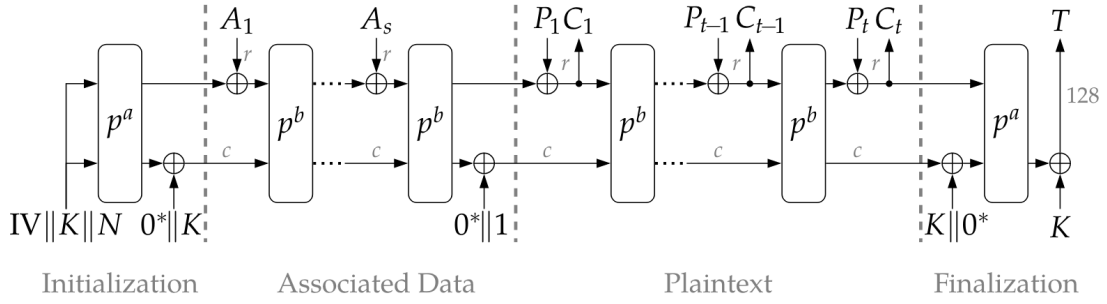 A₁ Aₛ P₁ C₁ Pₜ₋₁ Cₜ₋₁ Pₜ Cₜ T
r r r r r
pᵃ pᵇ pᵇ pᵇ pᵇ pᵃ 128
c c c c c
IV‖K‖N 0*‖K 0*‖1 K‖0* K
Initialization Associated Data Plaintext Finalization